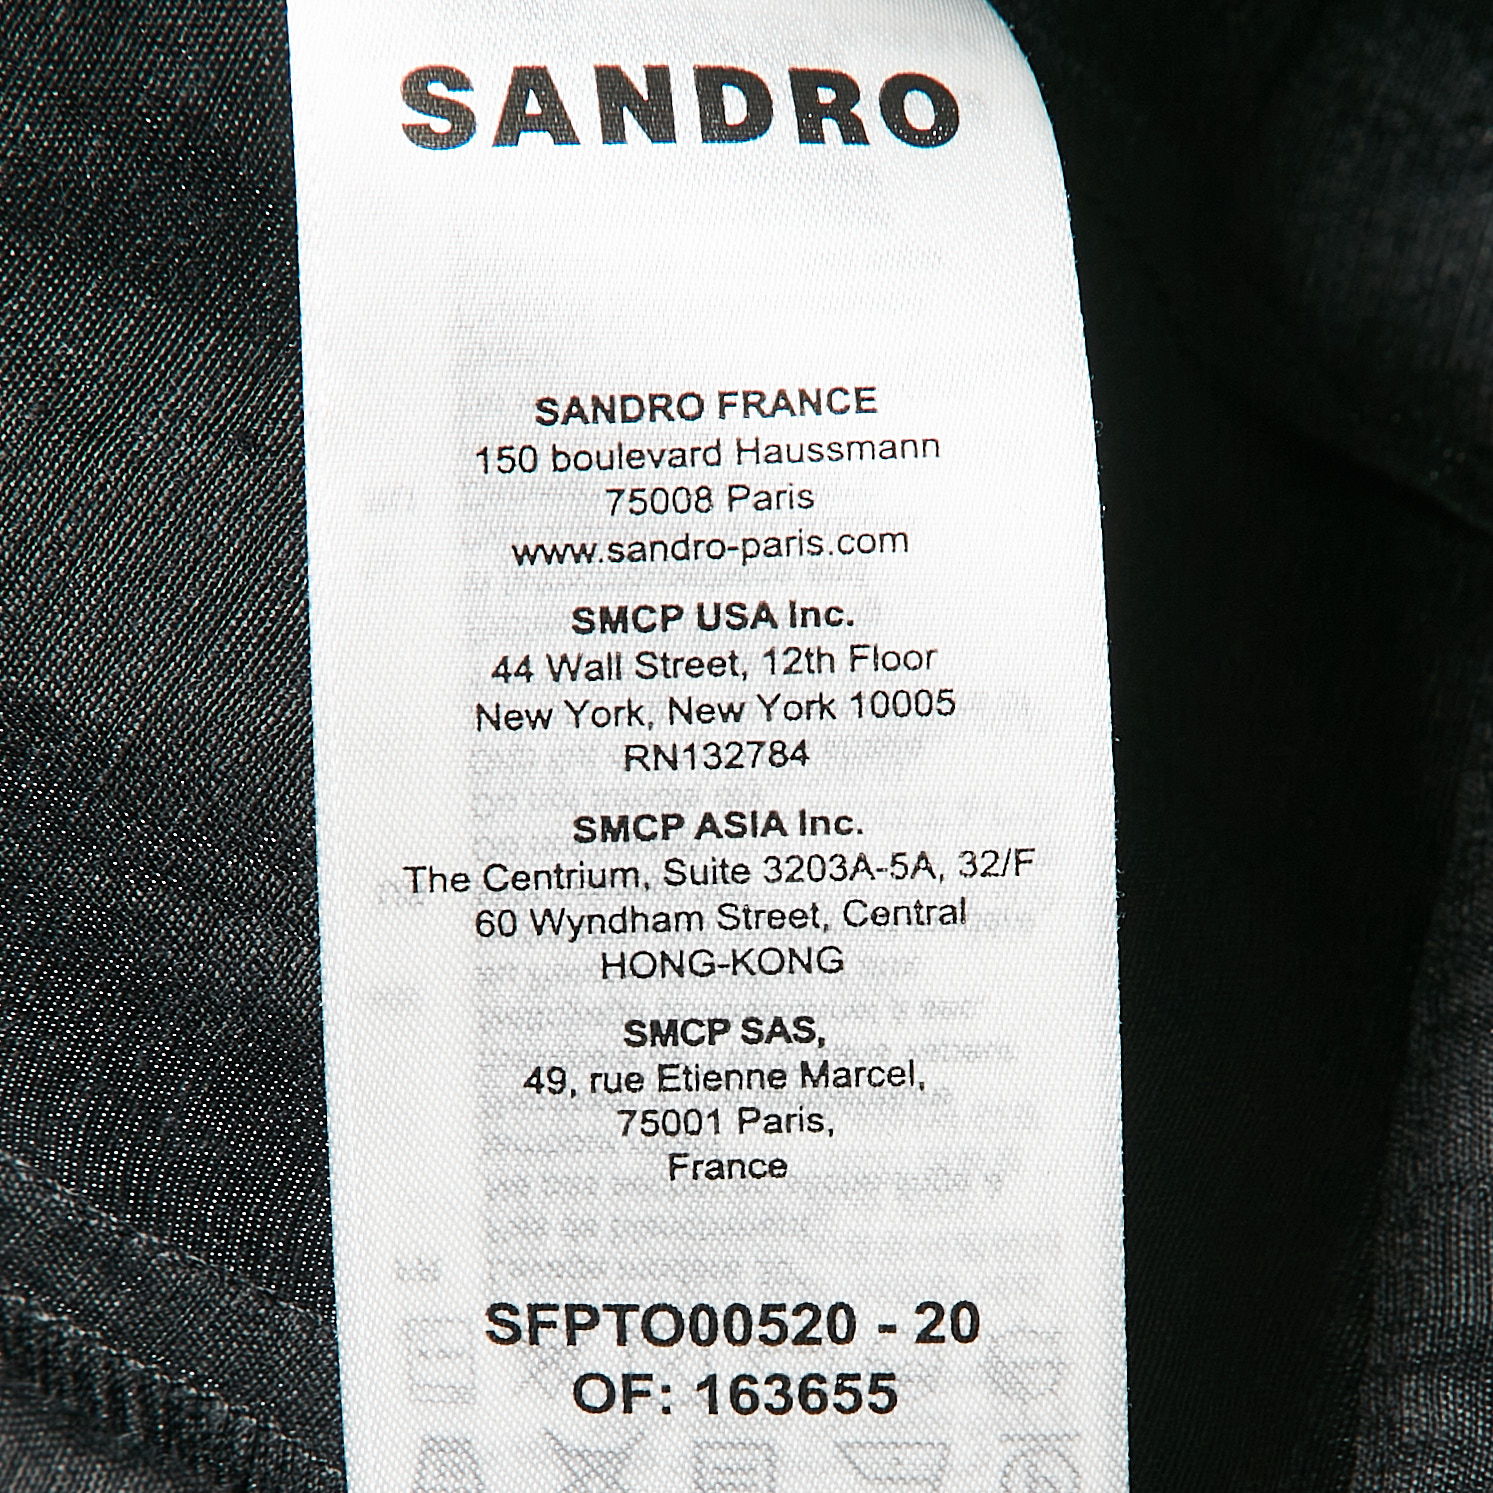 SANDRO
SANDRO FRANCE
150 boulevard Haussmann
75008 Paris
www.sandro-paris.com
SMCP USA Inc.
44 Wall Street, 12th Floor
New York, New York 10005
RN132784
SMCP ASIA Inc.
The Centrium, Suite 3203A-5A, 32/F
60 Wyndham Street, Central
HONG-KONG
SMCP SAS,
49, rue Etienne Marcel,
75001 Paris,
France
SFPTO00520 - 20
OF: 163655